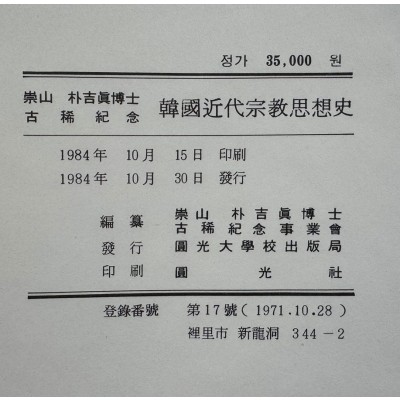 정가 35,000 원
崇山 朴吉眞博士
古稀紀念 韓國近代宗敎思想史
1984年 10月 15日 印刷
1984年 10月 30日 發行
編纂 崇山 朴吉眞博士
古稀紀念事業會
發行 圓光大學校出版局
印刷 圓光社
登錄番號 第17號(1971.10.28)
裡里市 新龍洞 344－2